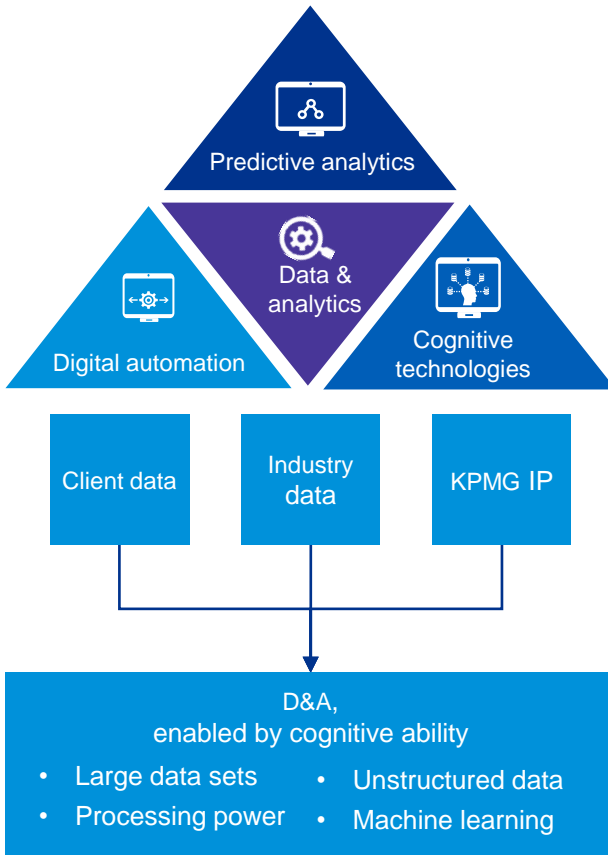 Predictive analytics
Data &
analytics
Digital automation
Cognitive
technologies
Client data
Industry
data
KPMG IP
D&A,
enabled by cognitive ability
• Large data sets
• Processing power
• Unstructured data
• Machine learning